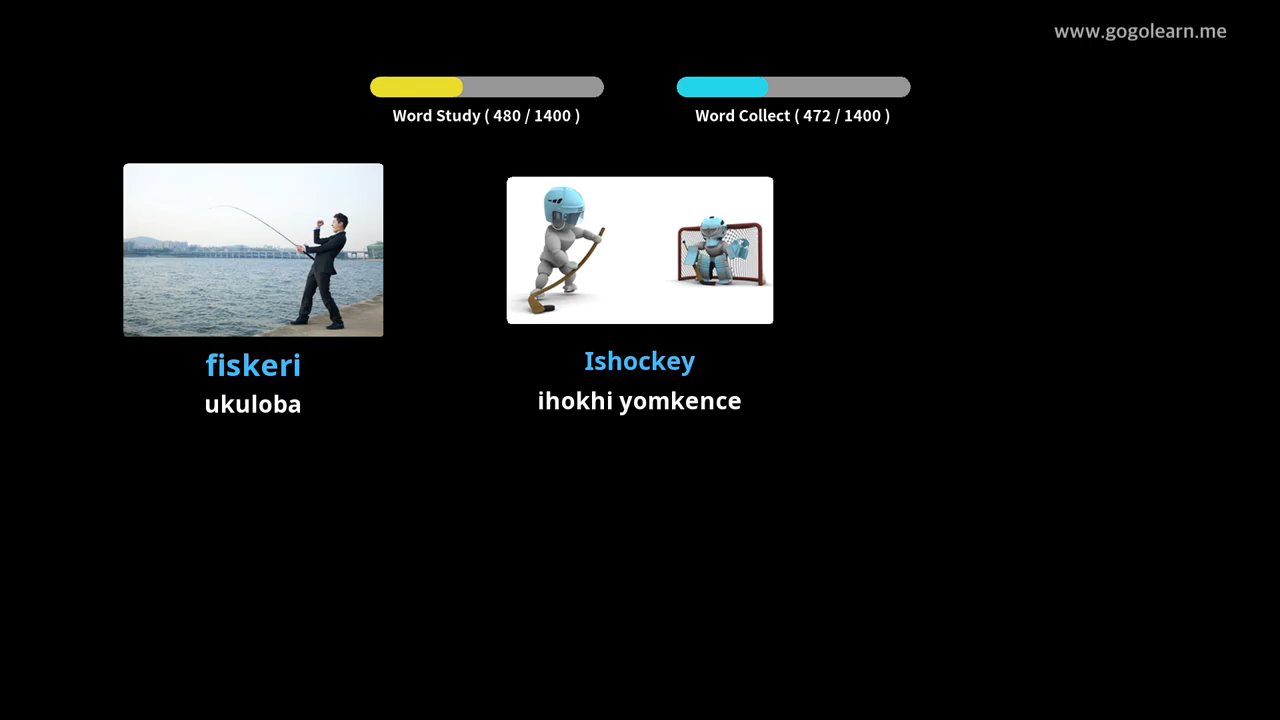 www.gogolearn.me
Word Study ( 480 / 1400 )
Word Collect ( 472 / 1400 )
fiskeri
ukuloba
Ishockey
ihokhi yomkence